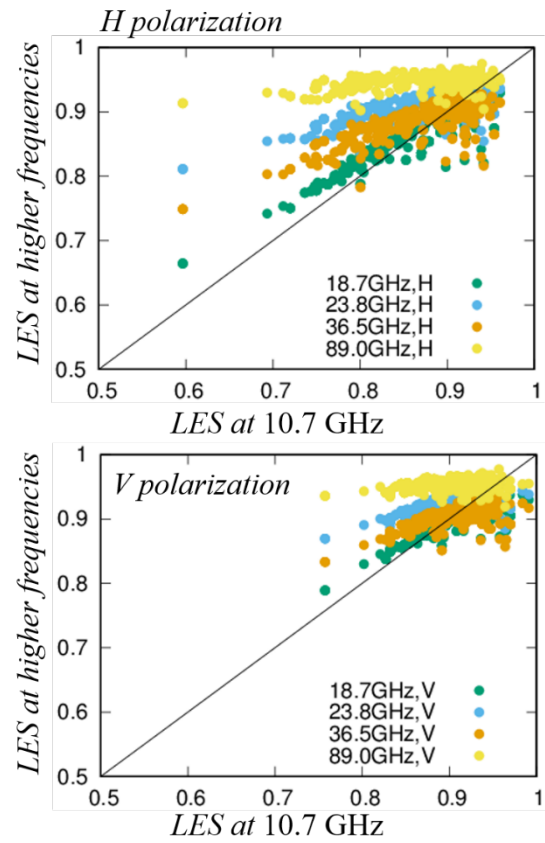 H polarization
LES at higher frequencies
1
0.9
0.8
0.7
0.6
0.5
18.7GHz,H
23.8GHz,H
36.5GHz,H
89.0GHz,H
0.5 0.6 0.7 0.8 0.9 1
LES at 10.7 GHz
V polarization
LES at higher frequencies
1
0.9
0.8
0.7
0.6
0.5
18.7GHz,V
23.8GHz,V
36.5GHz,V
89.0GHz,V
0.5 0.6 0.7 0.8 0.9 1
LES at 10.7 GHz